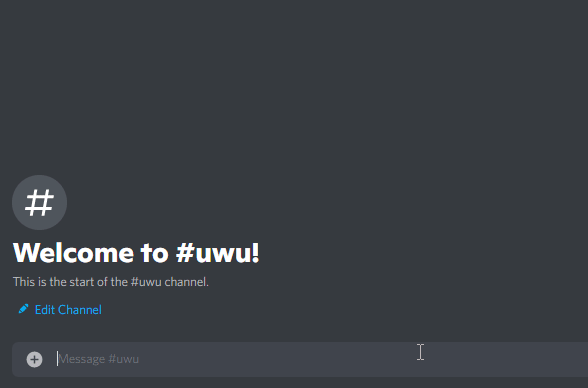 #
Welcome to #uwu!
This is the start of the #uwu channel.
Edit Channel
Message #uwu